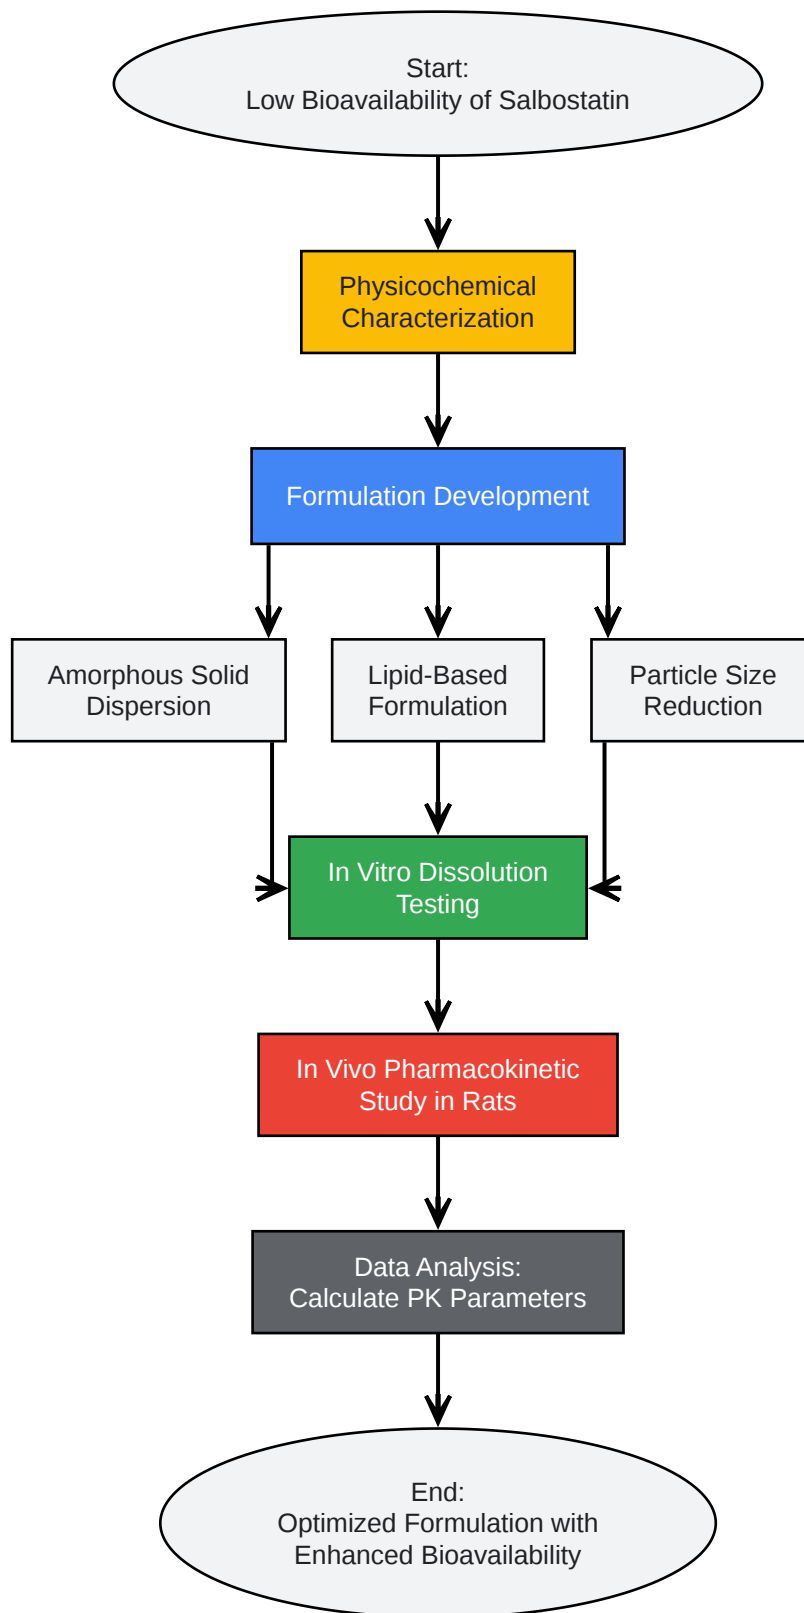 Start:
Low Bioavailability of Salbostatin
Physicochemical
Characterization
Formulation Development
Amorphous Solid
Dispersion
Lipid-Based
Formulation
Particle Size
Reduction
In Vitro Dissolution
Testing
In Vivo Pharmacokinetic
Study in Rats
Data Analysis:
Calculate PK Parameters
End:
Optimized Formulation with
Enhanced Bioavailability